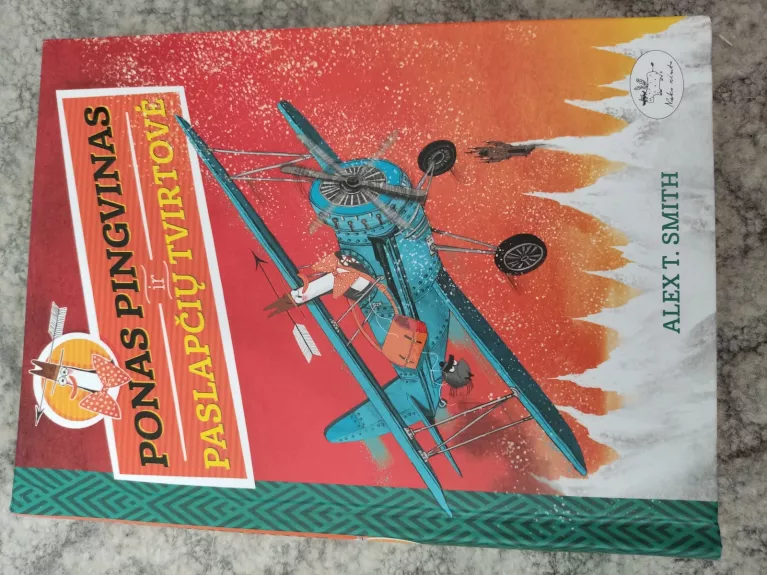 PONAS PINGVINAS
ir
PASLAPČIŲ TVIRTOVĖ
ALEX T. SMITH